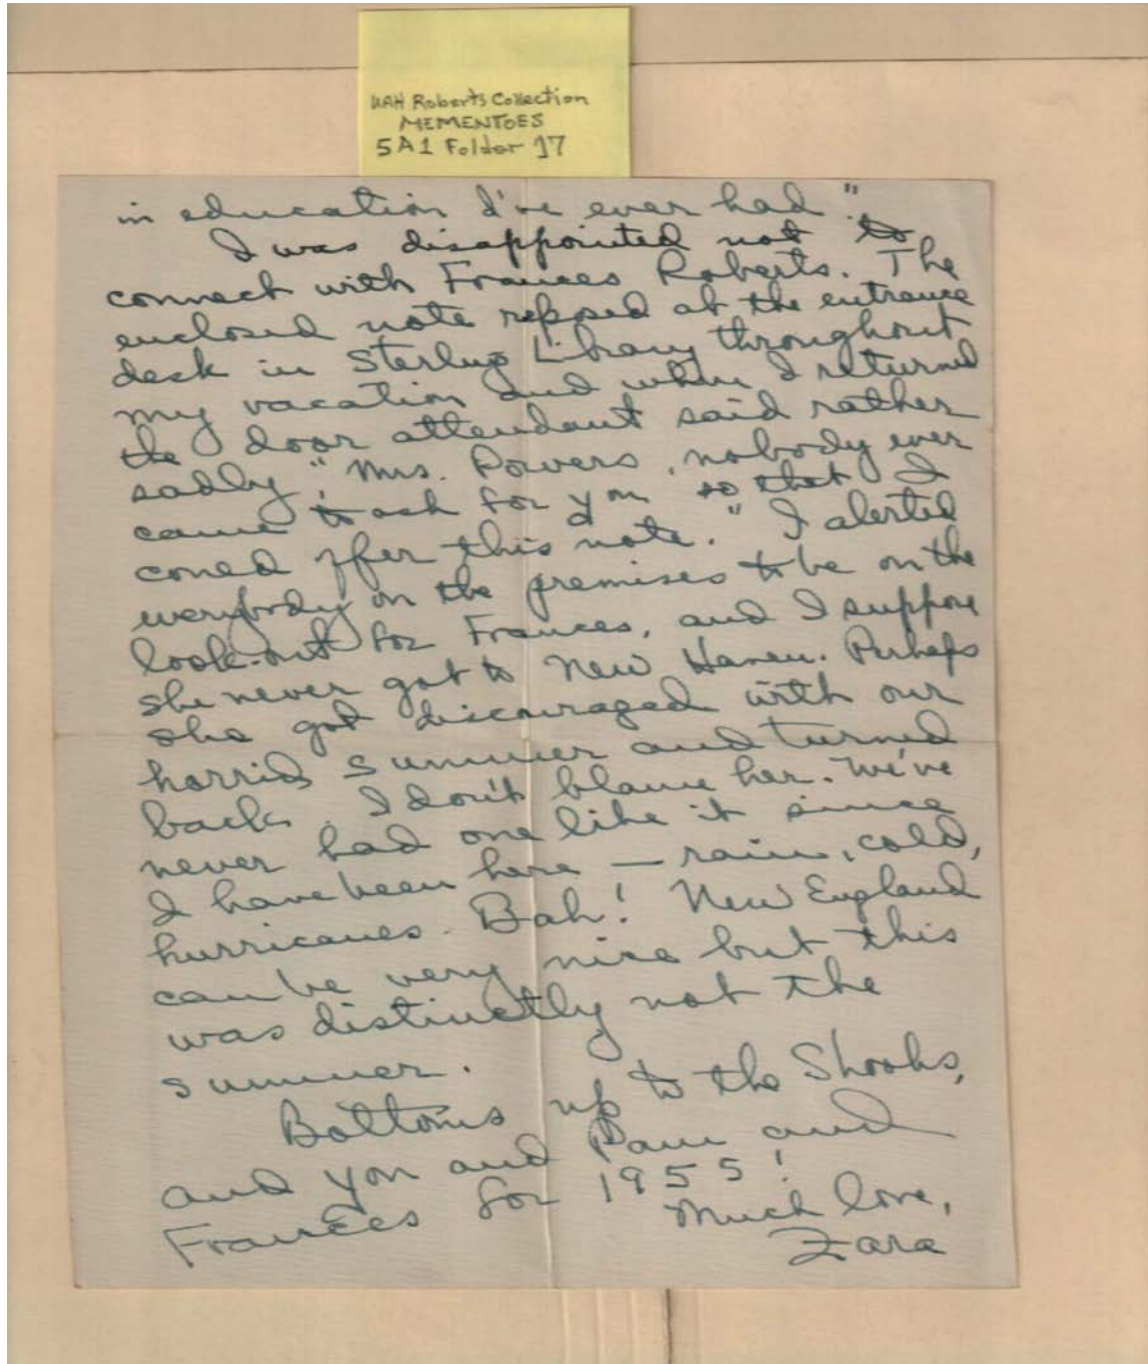 UAH Roberts Collection
MEMENTOES
5A1 Folder 17
in education I've ever had."
I was disappointed not to
connect with Frances Roberts. The
enclosed note reposed at the entrance
desk in Sterling Library throughout
my vacation and when I returned
the door attendant said rather
sadly "Mrs. Powers, nobody ever
came to ask for you so that I
could offer this note." I alerted
everybody on the premises to be on the
look-out for Frances, and I suppose
she never got to New Haven. Perhaps
she got discouraged with our
horrid summer and turned
back. I don't blame her. We've
never had one like it since
I have been here — rain, cold,
hurricanes. Bah! New England
can be very nice but this
was distinctly not the
summer.
Bottoms up to the Shooks,
and you and Pam and
Frances for 1955!
Much love,
Zara